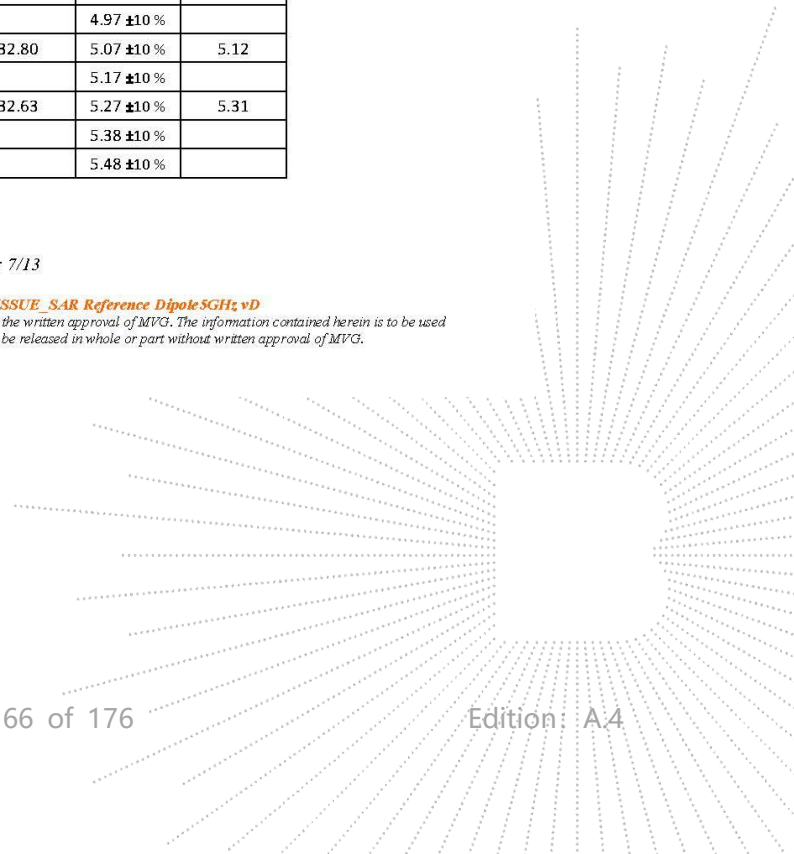 4.97 ±10 %
32.80 5.07 ±10 % 5.12
5.17 ±10 %
32.63 5.27 ±10 % 5.31
5.38 ±10 %
5.48 ±10 %
: 7/13
ISSUE_SAR Reference Dipole5GHz vD
the written approval of MVG. The information contained herein is to be used
be released in whole or part without written approval of MVG.
66 of 176 Edition: A.4